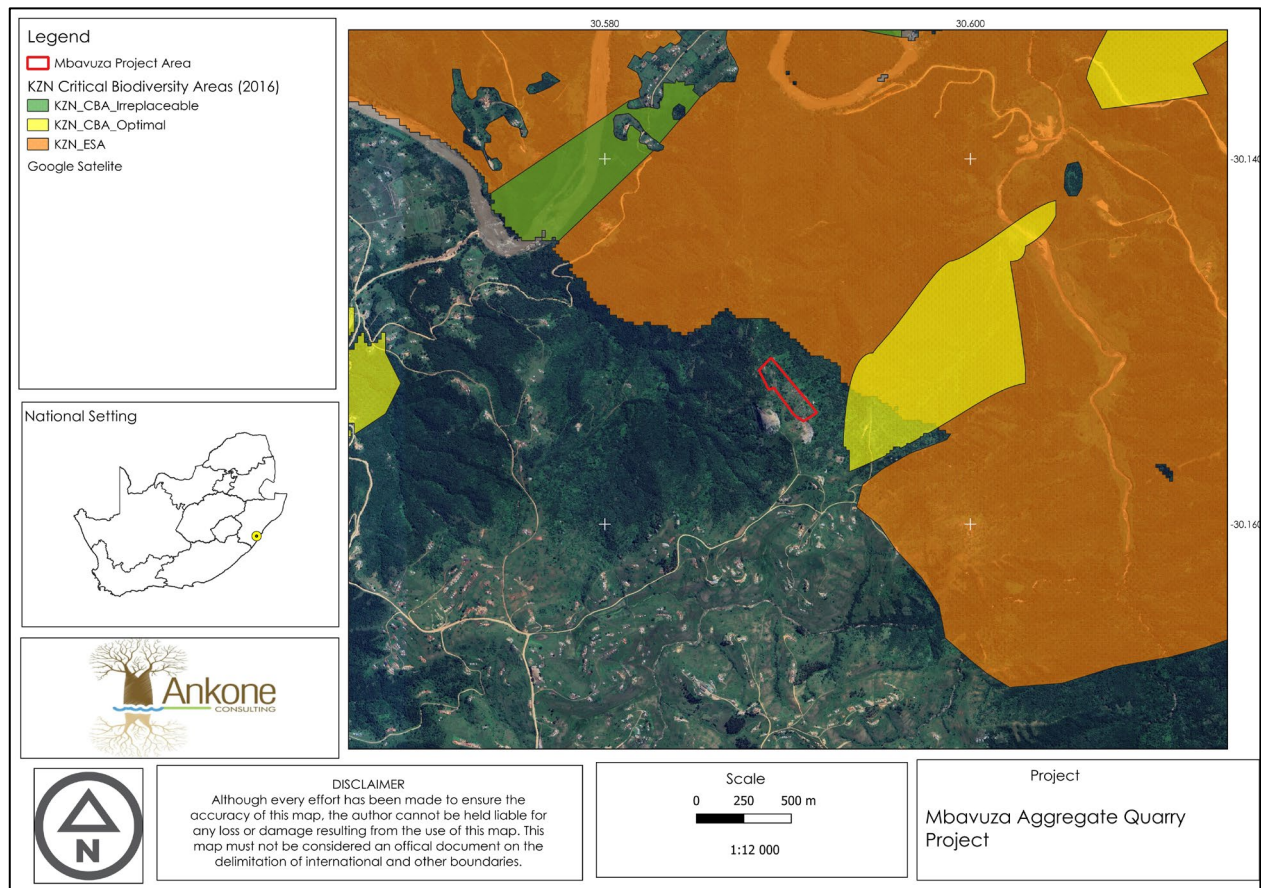 Legend
Mbavuza Project Area
KZN Critical Biodiversity Areas (2016)
KZN_CBA_Irreplaceable
KZN_CBA_Optimal
KZN_ESA
Google Satelite
30.580
30.600
-30.140
-30.160
National Setting
Ankone
CONSULTING
N
DISCLAIMER
Although every effort has been made to ensure the
accuracy of this map, the author cannot be held liable for
any loss or damage resulting from the use of this map. This
map must not be considered an offical document on the
delimitation of international and other boundaries.
Scale
0 250 500 m
1:12 000
Project
Mbavuza Aggregate Quarry
Project